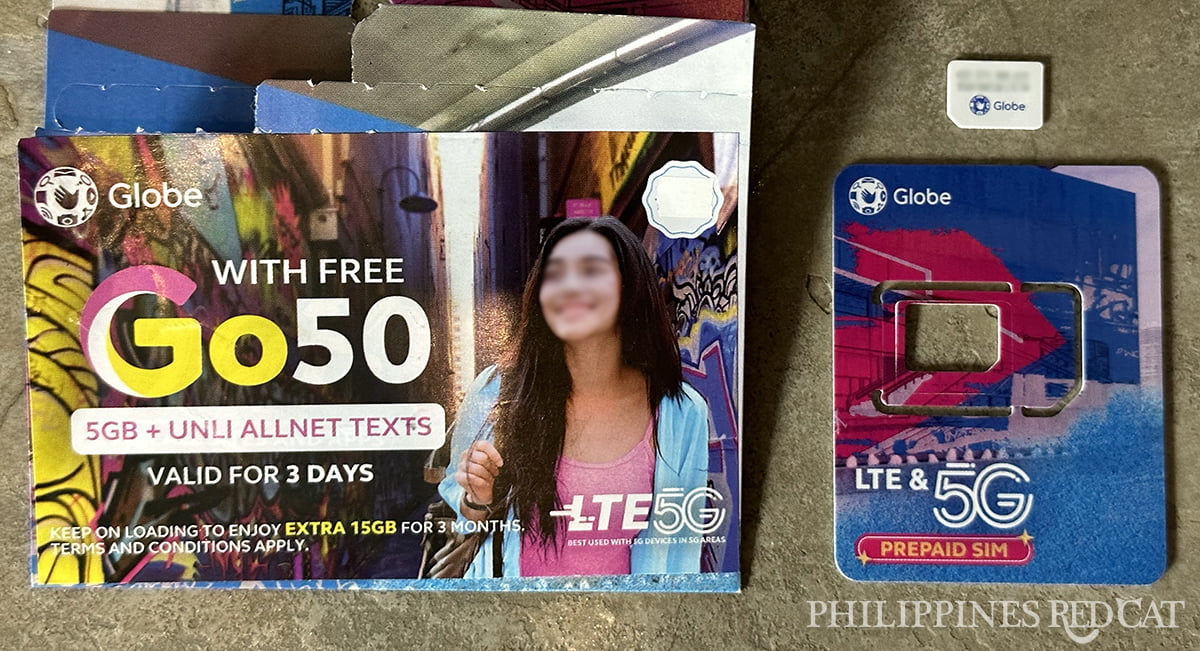 Globe
WITH FREE
Go50
5GB + UNLI ALLNET TEXTS
VALID FOR 3 DAYS
KEEP ON LOADING TO ENJOY EXTRA 15GB FOR 3 MONTHS.
TERMS AND CONDITIONS APPLY.
LTE 5G
BEST USED WITH 5G DEVICES IN 5G AREAS
Globe
Globe
LTE & 5G
PREPAID SIM
PHILIPPINES REDCAT